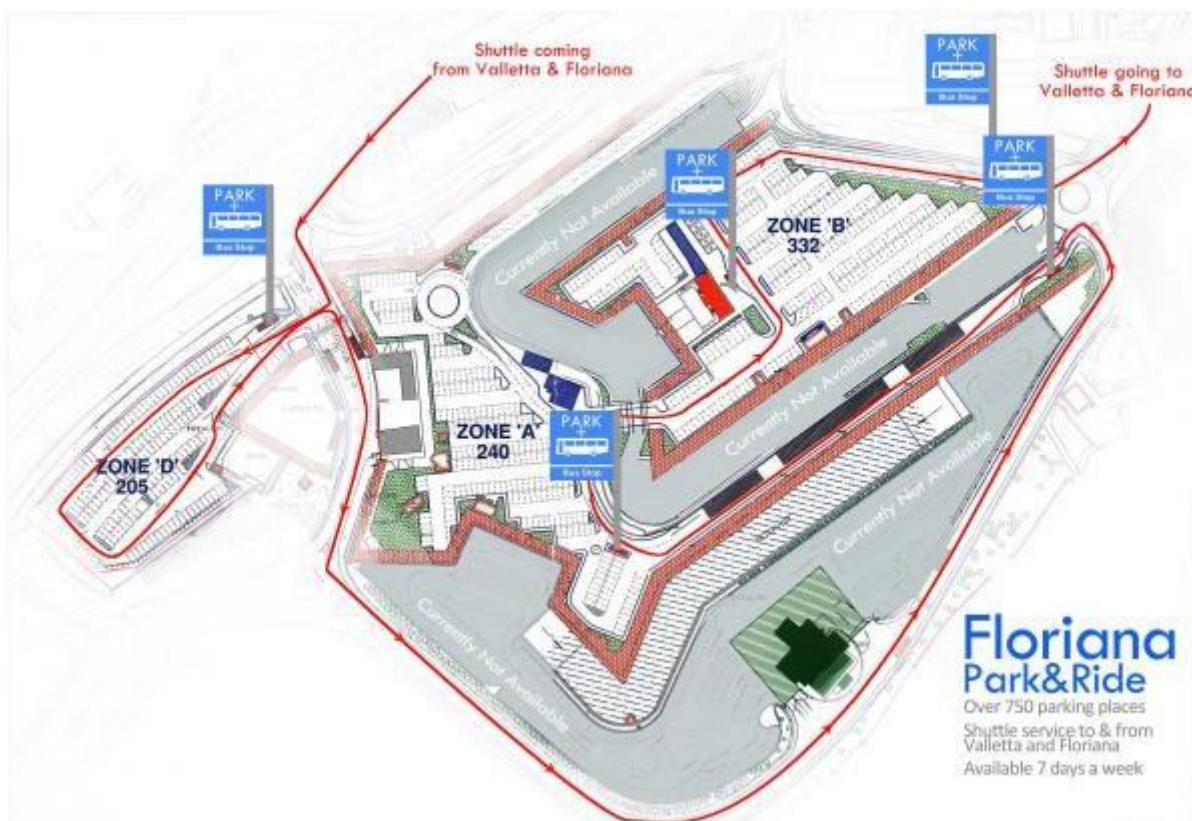 Shuttle coming
from Valletta & Floriana
PARK
+
Bus Stop
Shuttle going to
Valletta & Floriana
PARK
+
Bus Stop
PARK
+
Bus Stop
PARK
+
Bus Stop
Currently Not Available
ZONE 'B'
332
Currently Not Available
ZONE 'A'
240
PARK
+
Bus Stop
ZONE 'D'
205
Currently Not Available
Currently Not Available
Floriana
Park&Ride
Over 750 parking places
Shuttle service to & from
Valletta and Floriana
Available 7 days a week